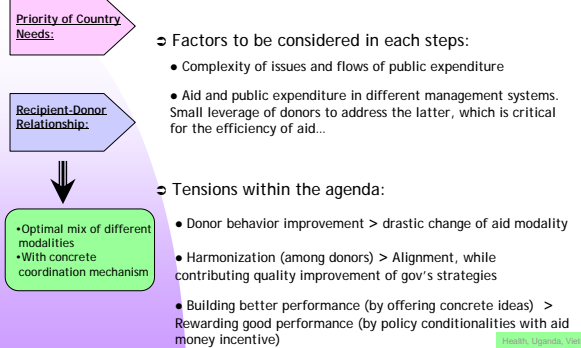 Priority of Country
Needs:
➲ Factors to be considered in each steps:
● Complexity of issues and flows of public expenditure
● Aid and public expenditure in different management systems.
Small leverage of donors to address the latter, which is critical
for the efficiency of aid…
Recipient-Donor
Relationship:
➲ Tensions within the agenda:
● Donor behavior improvement > drastic change of aid modality
● Harmonization (among donors) > Alignment, while
contributing quality improvement of gov's strategies
● Building better performance (by offering concrete ideas) >
Rewarding good performance (by policy conditionalities with aid
money incentive)
•Optimal mix of different
modalities
•With concrete
coordination mechanism
Health, Uganda, Viet